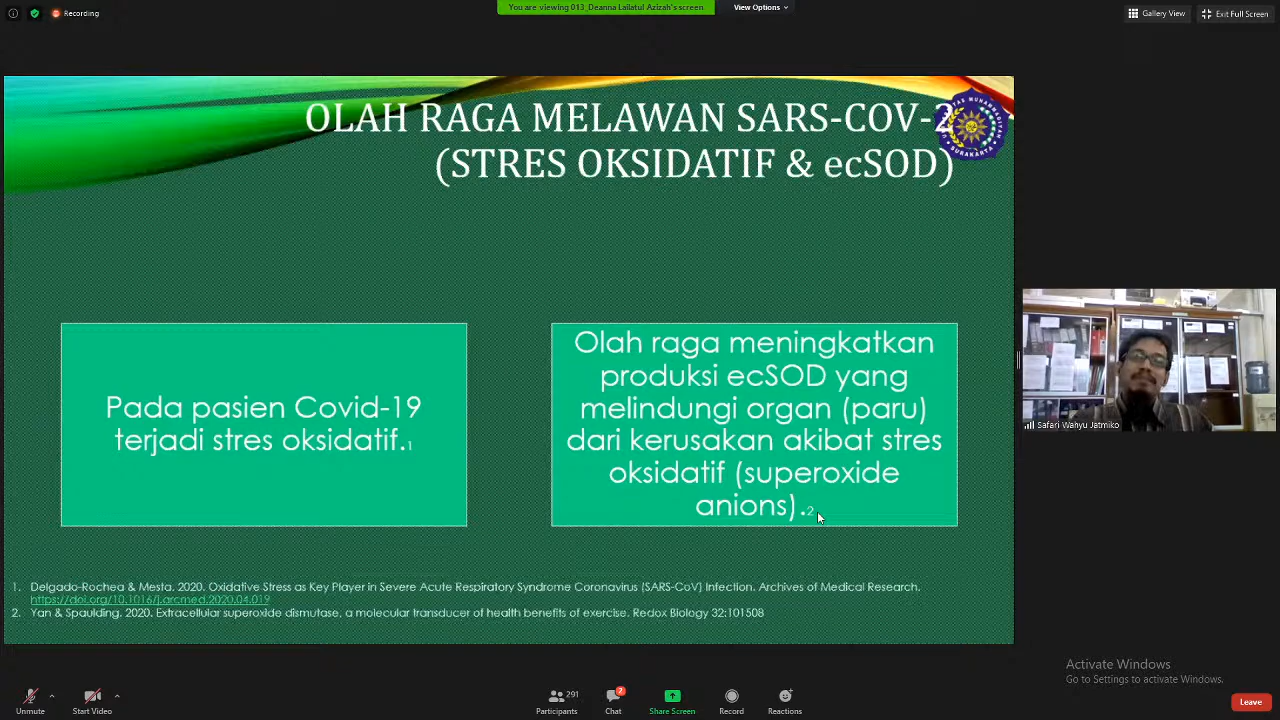 Recording
You are viewing 013_Deanna Lailatul Azizah's screen
View Options
Gallery View
Exit Full Screen
OLAH RAGA MELAWAN SARS-COV-2
(STRES OKSIDATIF & ecSOD)
Pada pasien Covid-19
terjadi stres oksidatif.1
Olah raga meningkatkan
produksi ecSOD yang
melindungi organ (paru)
dari kerusakan akibat stres
oksidatif (superoxide
anions).2
1. Delgado-Rochea & Mesta. 2020. Oxidative Stress as Key Player in Severe Acute Respiratory Syndrome Coronavirus (SARS-CoV) Infection. Archives of Medical Research.
https://doi.org/10.1016/j.arcmed.2020.04.019
2. Yan & Spaulding. 2020. Extracellular superoxide dismutase, a molecular transducer of health benefits of exercise. Redox Biology 32:101508
Safari Wahyu Jatmiko
Activate Windows
Go to Settings to activate Windows.
Unmute
Start Video
291
Participants
2
Chat
Share Screen
Record
Reactions
Leave